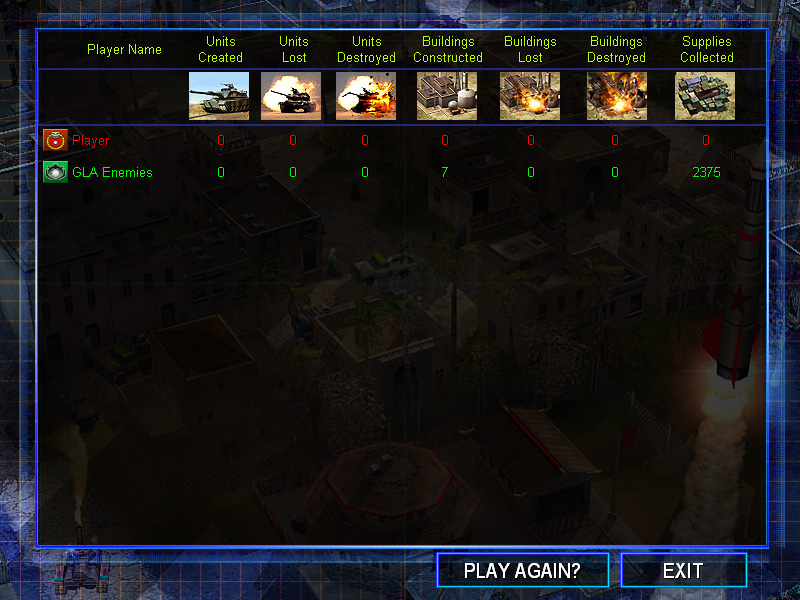 Player Name
Units Created
Units Lost
Units Destroyed
Buildings Constructed
Buildings Lost
Buildings Destroyed
Supplies Collected
Player 0 0 0 0 0 0 0
GLA Enemies 0 0 0 7 0 0 2375
PLAY AGAIN?
EXIT